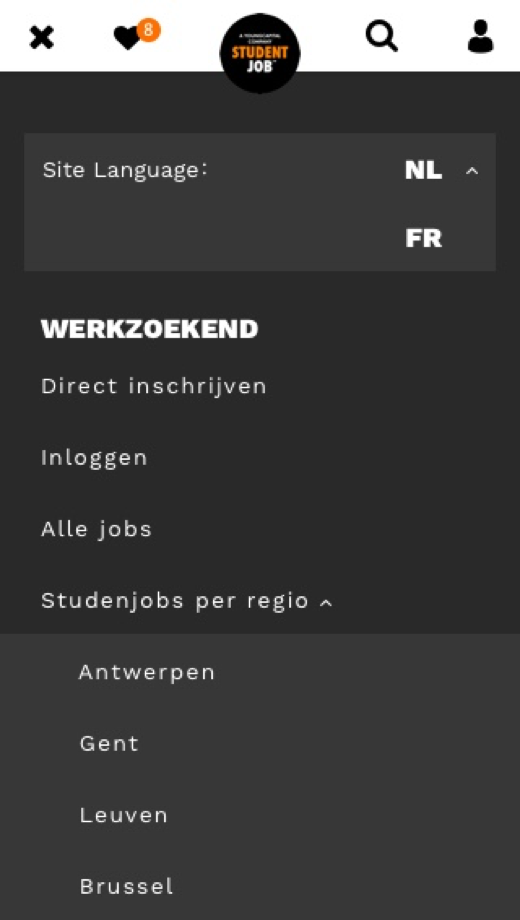 8
A YOUNGCAPITAL
COMPANY
STUDENT
JOB
Site Language:
NL
FR
WERKZOEKEND
Direct inschrijven
Inloggen
Alle jobs
Studenjobs per regio
Antwerpen
Gent
Leuven
Brussel